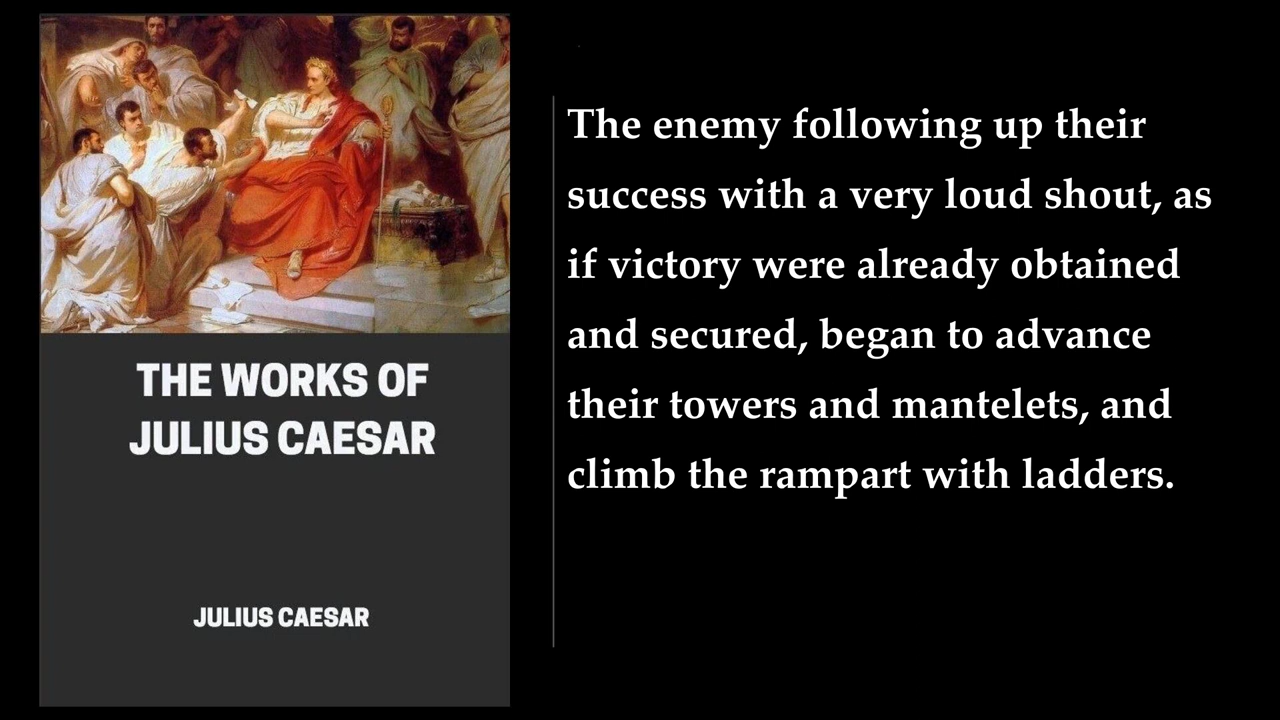 THE WORKS OF
JULIUS CAESAR
JULIUS CAESAR
The enemy following up their
success with a very loud shout, as
if victory were already obtained
and secured, began to advance
their towers and mantelets, and
climb the rampart with ladders.